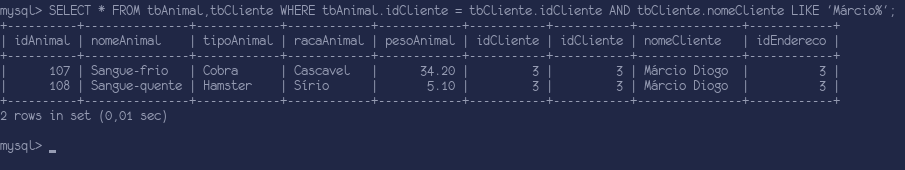 mysql> SELECT * FROM tbAnimal,tbCliente WHERE tbAnimal.idCliente = tbCliente.idCliente AND tbCliente.nomeCliente LIKE 'Márcio%';
+----------+---------------+------------+------------+------------+-----------+-----------+--------------+------------+
| idAnimal | nomeAnimal    | tipoAnimal | racaAnimal | pesoAnimal | idCliente | idCliente | nomeCliente  | idEndereco |
+----------+---------------+------------+------------+------------+-----------+-----------+--------------+------------+
|      107 | Sangue-frio   | Cobra      | Cascavel   |      34.20 |         3 |         3 | Márcio Diogo |          3 |
|      108 | Sangue-quente | Hamster    | Sírio      |       5.10 |         3 |         3 | Márcio Diogo |          3 |
+----------+---------------+------------+------------+------------+-----------+-----------+--------------+------------+
2 rows in set (0,01 sec)
mysql> _